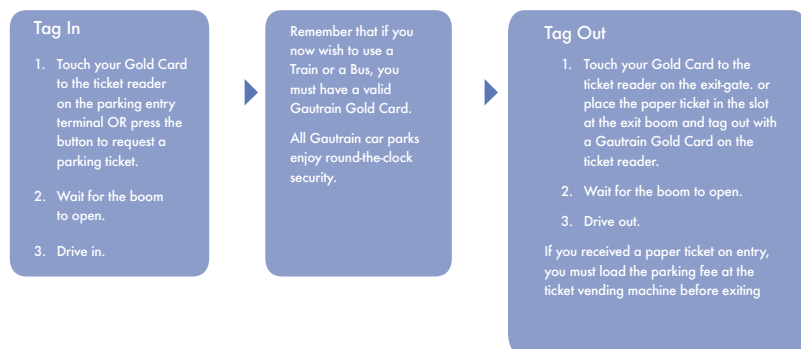 Tag In
1. Touch your Gold Card
to the ticket reader
on the parking entry
terminal OR press the
button to request a
parking ticket.
2. Wait for the boom
to open.
3. Drive in.
Remember that if you
now wish to use a
Train or a Bus, you
must have a valid
Gautrain Gold Card.
All Gautrain car parks
enjoy round-the-clock
security.
Tag Out
1. Touch your Gold Card to the
ticket reader on the exit-gate. or
place the paper ticket in the slot
at the exit boom and tag out with
a Gautrain Gold Card on the
ticket reader.
2. Wait for the boom to open.
3. Drive out.
If you received a paper ticket on entry,
you must load the parking fee at the
ticket vending machine before exiting